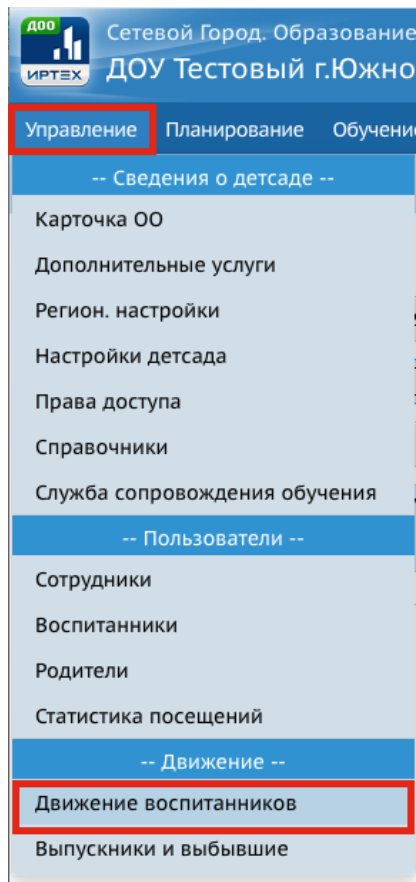 ДОО
ИРТЕХ
Сетевой Город. Образование
ДОУ Тестовый г.Южно
Управление Планирование Обучени
-- Сведения о детсаде --
Карточка ОО
Дополнительные услуги
Регион. настройки
Настройки детсада
Права доступа
Справочники
Служба сопровождения обучения
-- Пользователи --
Сотрудники
Воспитанники
Родители
Статистика посещений
-- Движение --
Движение воспитанников
Выпускники и выбывшие